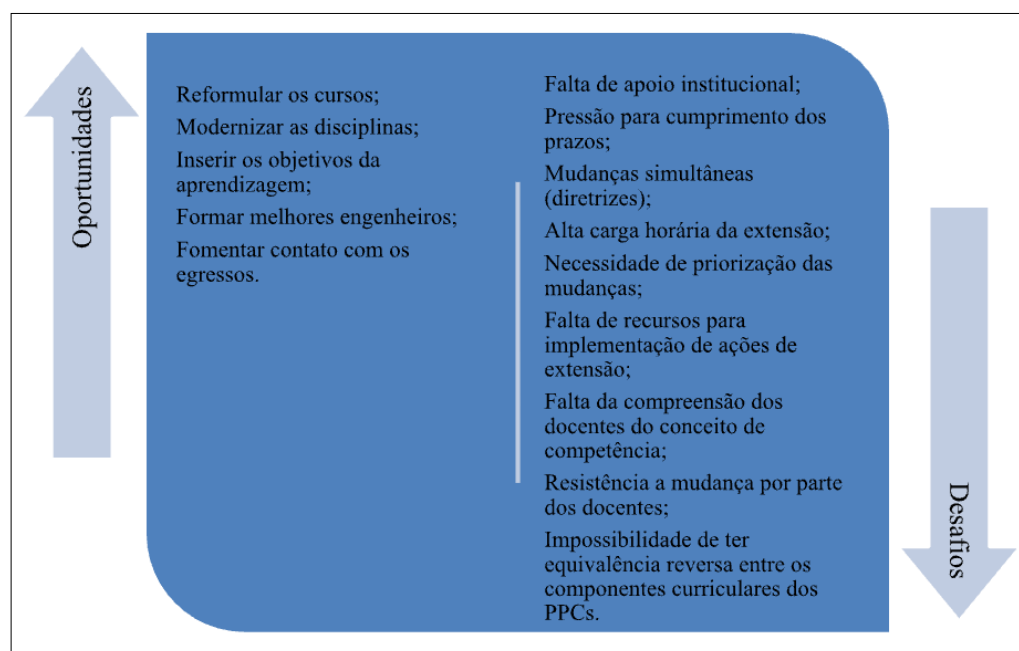 Oportunidades
Reformular os cursos;
Modernizar as disciplinas;
Inserir os objetivos da
aprendizagem;
Formar melhores engenheiros;
Fomentar contato com os
egressos.
Falta de apoio institucional;
Pressão para cumprimento dos
prazos;
Mudanças simultâneas
(diretrizes);
Alta carga horária da extensão;
Necessidade de priorização das
mudanças;
Falta de recursos para
implementação de ações de
extensão;
Falta da compreensão dos
docentes do conceito de
competência;
Resistência a mudança por parte
dos docentes;
Impossibilidade de ter
equivalência reversa entre os
componentes curriculares dos
PPCs.
Desafios